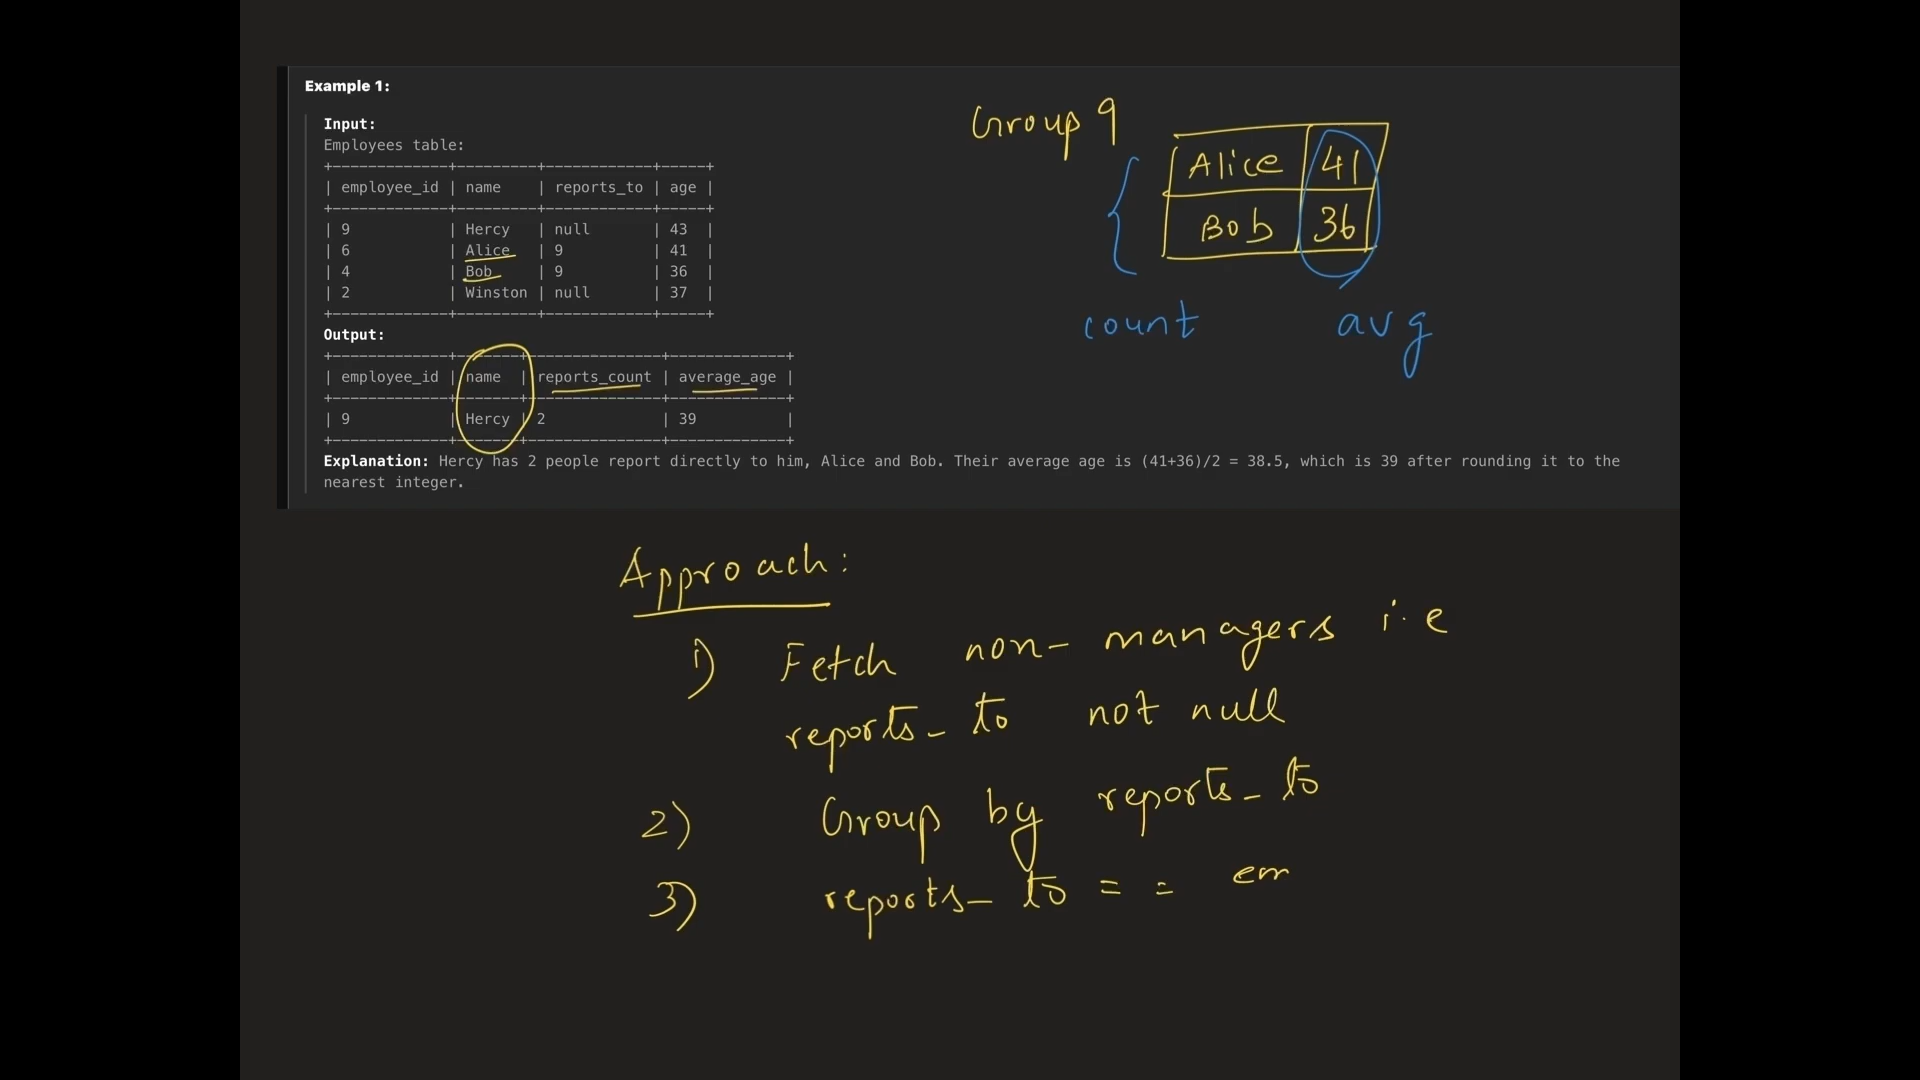 Example 1:
Input:
Employees table:
+-------------+---------+------------+-----+
| employee_id | name | reports_to | age |
+-------------+---------+------------+-----+
| 9 | Hercy | null | 43 |
| 6 | Alice | 9 | 41 |
| 4 | Bob | 9 | 36 |
| 2 | Winston | null | 37 |
+-------------+---------+------------+-----+
Output:
+-------------+-------+---------------+-------------+
| employee_id | name | reports_count | average_age |
+-------------+-------+---------------+-------------+
| 9 | Hercy | 2 | 39 |
+-------------+-------+---------------+-------------+
Explanation: Hercy has 2 people report directly to him, Alice and Bob. Their average age is (41+36)/2 = 38.5, which is 39 after rounding it to the
nearest integer.
Group 9
Alice 41
Bob 36
count avg
Approach:
1) Fetch non-managers i.e
reports_to not null
2) Group by reports_to
3) reports_to == em